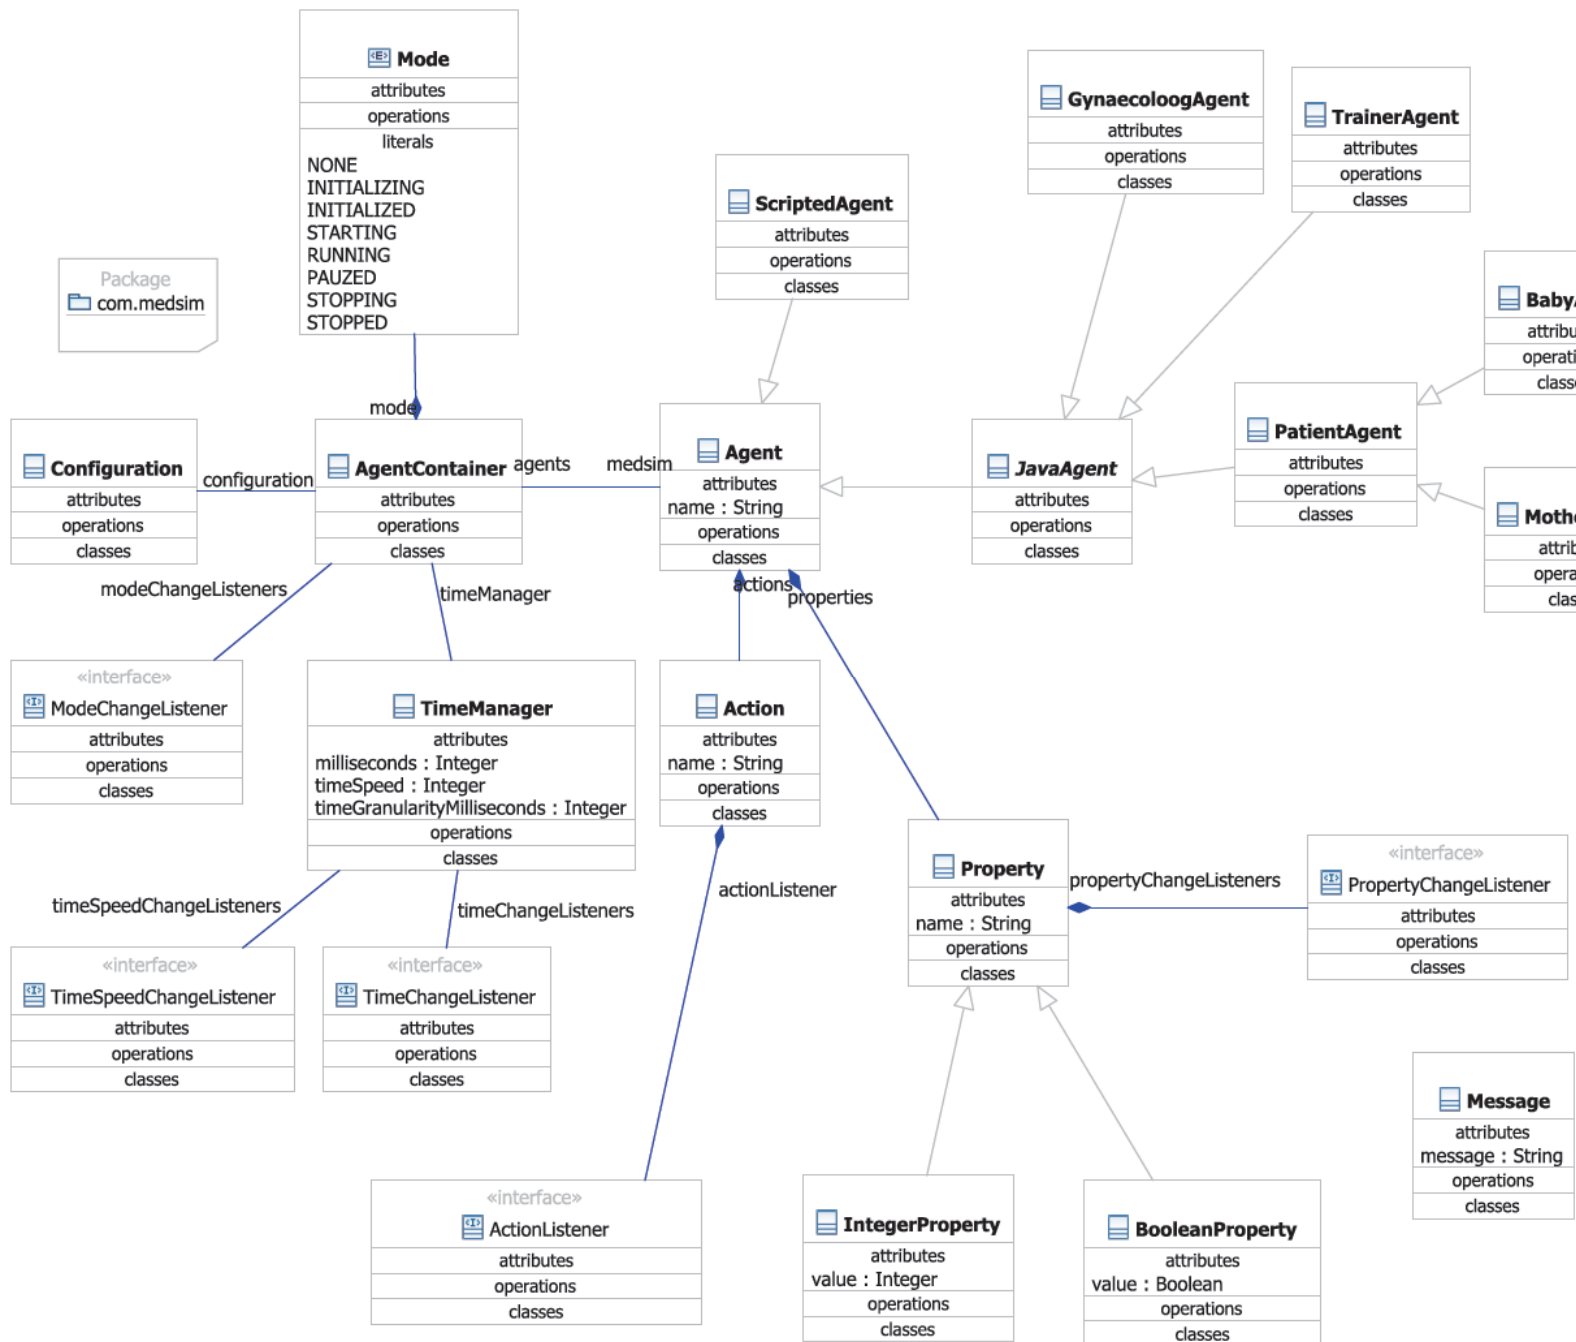 Mode
attributes
operations
literals
NONE
INITIALIZING
INITIALIZED
STARTING
RUNNING
PAUZED
STOPPING
STOPPED
Package
com.medsim
GynaecoloogAgent
attributes
operations
classes
TrainerAgent
attributes
operations
classes
ScriptedAgent
attributes
operations
classes
attributes
operations
classes
mode
Configuration
attributes
operations
classes
configuration
AgentContainer
attributes
operations
classes
agents
medsim
Agent
attributes
name : String
operations
classes
JavaAgent
attributes
operations
classes
PatientAgent
attributes
operations
classes
modeChangeListeners
timeManager
actions
properties
«interface»
ModeChangeListener
attributes
operations
classes
TimeManager
attributes
milliseconds : Integer
timeSpeed : Integer
timeGranularityMilliseconds : Integer
operations
classes
Action
attributes
name : String
operations
classes
timeSpeedChangeListeners
timeChangeListeners
actionListener
Property
attributes
name : String
operations
classes
propertyChangeListeners
«interface»
PropertyChangeListener
attributes
operations
classes
«interface»
TimeSpeedChangeListener
attributes
operations
classes
«interface»
TimeChangeListener
attributes
operations
classes
Message
attributes
message : String
operations
classes
«interface»
ActionListener
attributes
operations
classes
IntegerProperty
attributes
value : Integer
operations
classes
BooleanProperty
attributes
value : Boolean
operations
classes